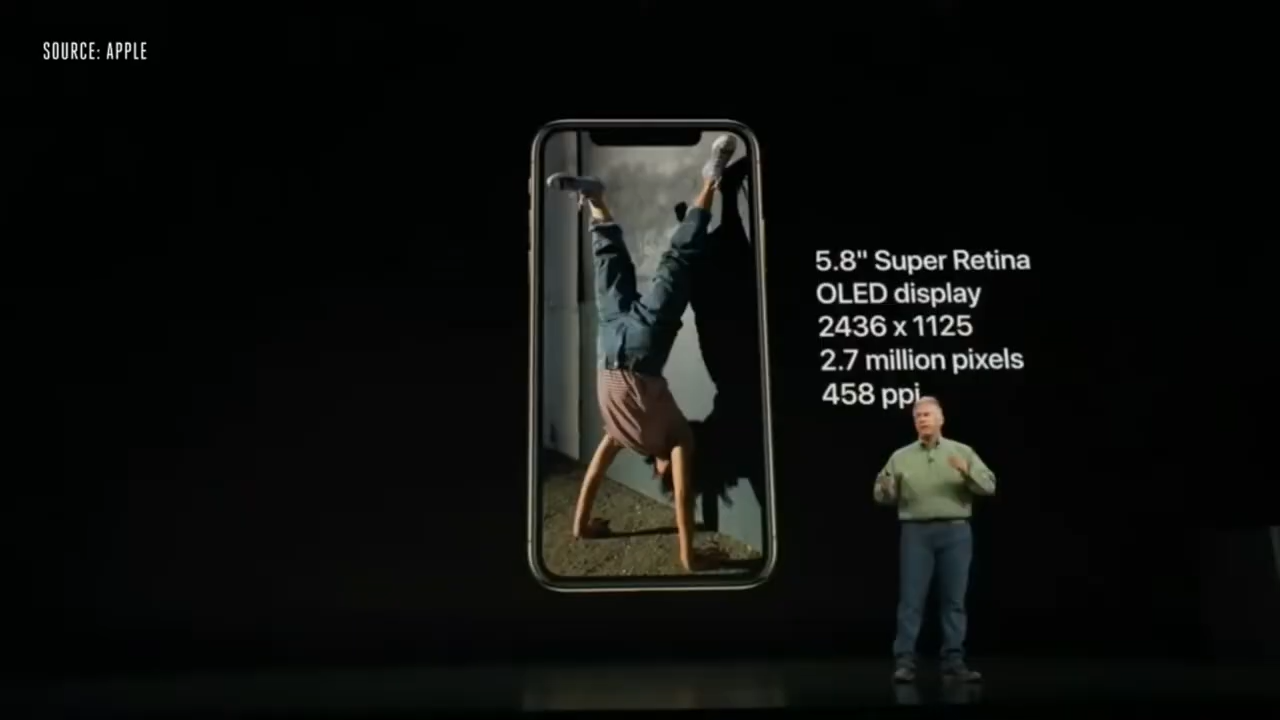 SOURCE: APPLE
5.8" Super Retina
OLED display
2436 x 1125
2.7 million pixels
458 ppi